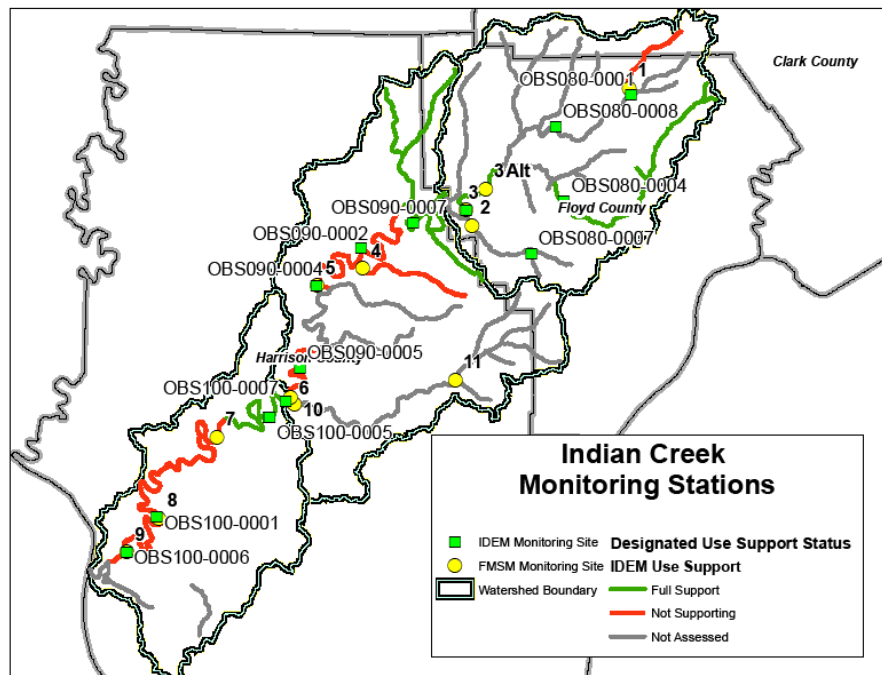 Clark County
1
OBS080-0001
OBS080-0008
3Alt
OBS080-0004
3
Floyd County
OBS090-0007
2
OBS090-0002
OBS080-0007
4
5
OBS090-0004
OBS090-0005
Harrison County
11
OBS100-0007
6
10
7
OBS100-0005
8
OBS100-0001
9
OBS100-0006
Indian Creek
Monitoring Stations
IDEM Monitoring Site
Designated Use Support Status
FMSM Monitoring Site
IDEM Use Support
Watershed Boundary
Full Support
Not Supporting
Not Assessed